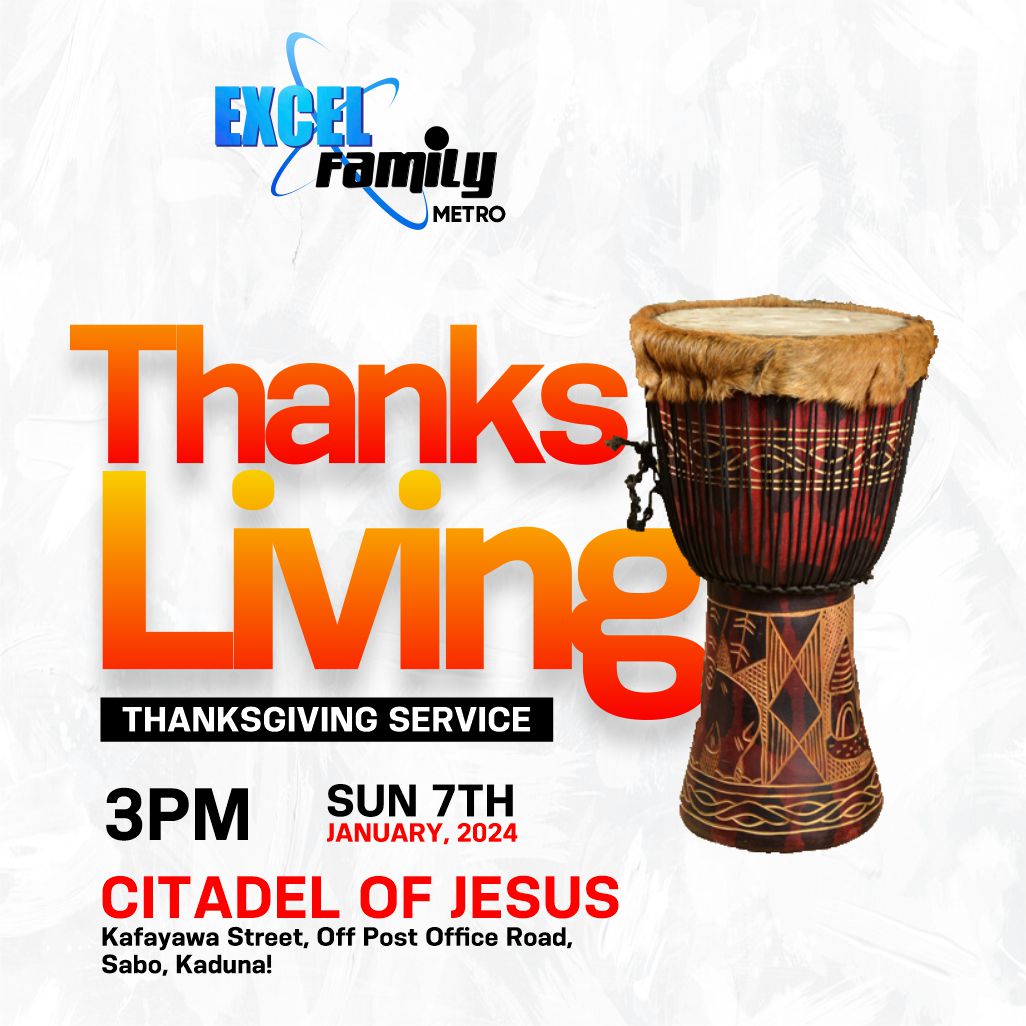 EXCEL
Family
METRO
Thanks
Living
THANKSGIVING SERVICE
3PM
SUN 7TH
JANUARY, 2024
CITADEL OF JESUS
Kafayawa Street, Off Post Office Road,
Sabo, Kaduna!